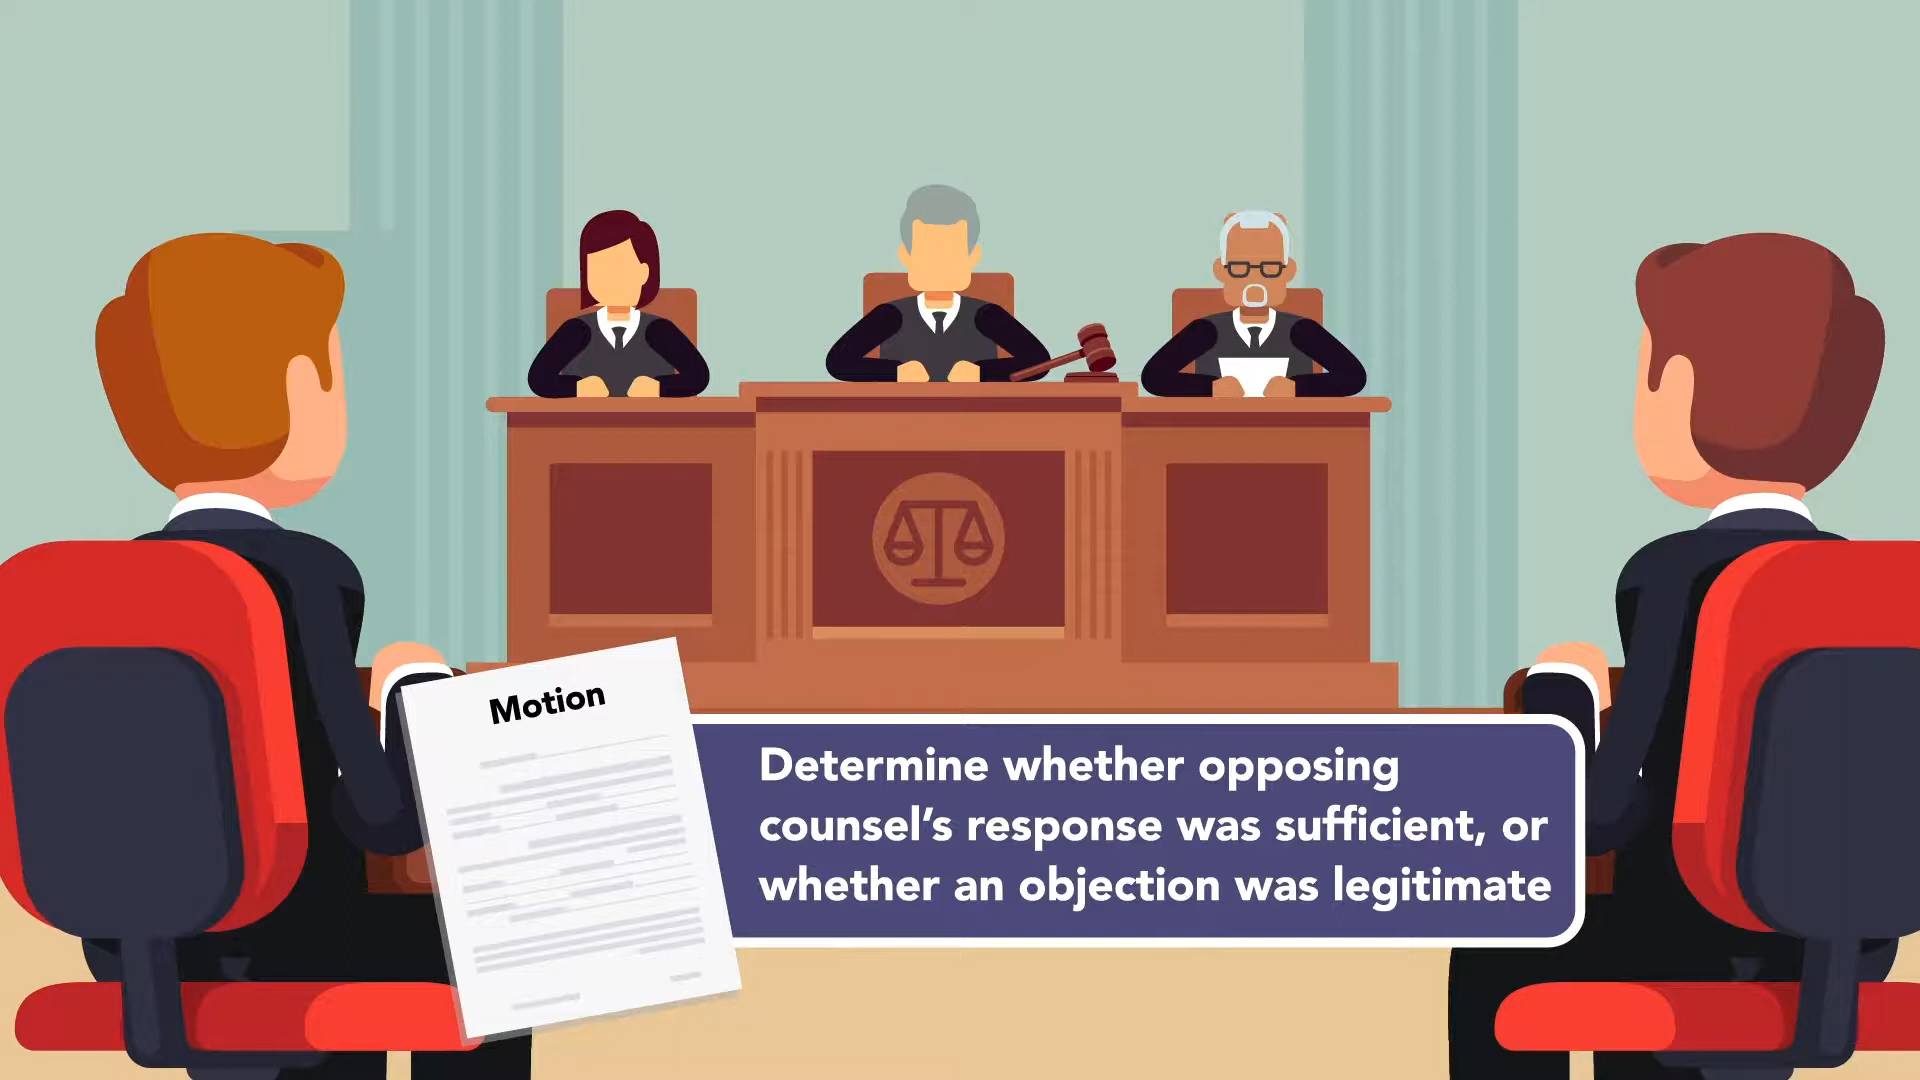 Motion
Determine whether opposing
counsel’s response was sufficient, or
whether an objection was legitimate